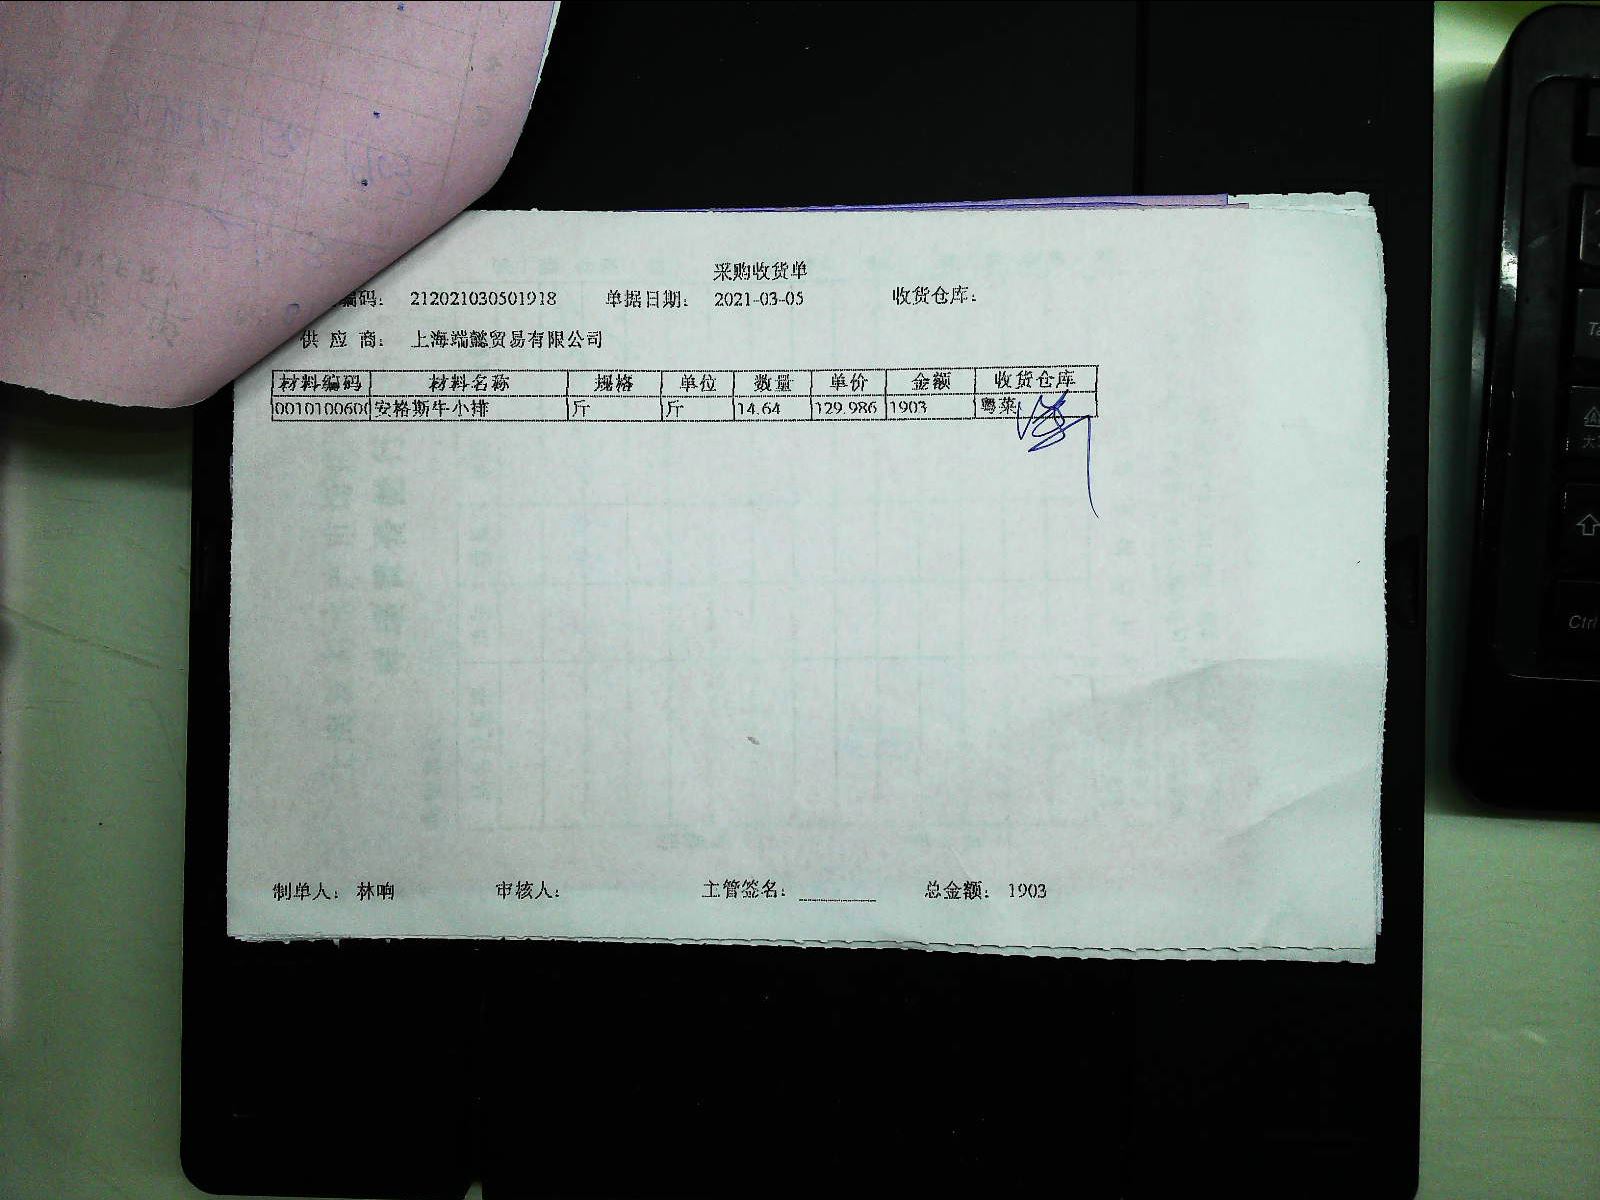 采购收货单
编码： 212021030501918 单据日期： 2021-03-05 收货仓库：
供 应 商： 上海端懿贸易有限公司
材料编码 材料名称 规格 单位 数量 单价 金额 收货仓库
0010100600 安格斯牛小排 斤 斤 14.64 129.986 1903 粤菜
制单人： 林响 审核人： 主管签名： 总金额： 1903
Ctrl